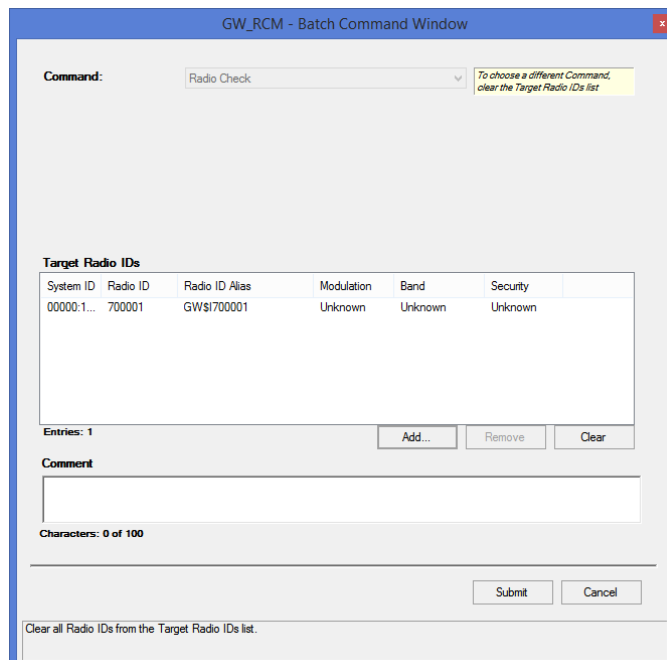 GW_RCM - Batch Command Window
x
Command:
Radio Check
To choose a different Command,
clear the Target Radio IDs list
Target Radio IDs
System ID Radio ID Radio ID Alias Modulation Band Security
00000:1... 700001 GW$I700001 Unknown Unknown Unknown
Entries: 1
Add... Remove Clear
Comment
Characters: 0 of 100
Submit Cancel
Clear all Radio IDs from the Target Radio IDs list.